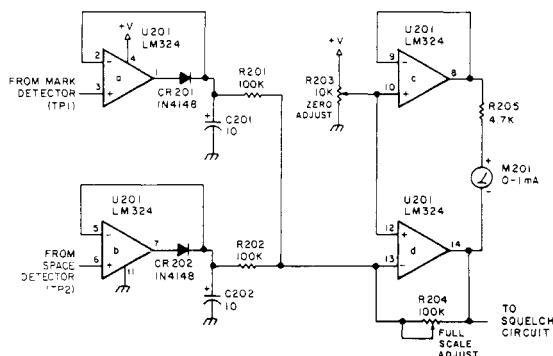 +V
U201
LM324
2
-
4
a
1
FROM MARK
DETECTOR
(TP1)
3
+
CR201
1N4148
R201
100K
+
C201
10
U201
LM324
5
-
b
7
FROM
SPACE
DETECTOR
(TP2)
6
+
11
CR202
1N4148
R202
100K
+
C202
10
+V
R203
10K
ZERO
ADJUST
U201
LM324
9
-
c
8
10
+
R205
4.7K
+
M201
0-1mA
-
U201
LM324
12
+
d
14
13
-
R204
100K
FULL
SCALE
ADJUST
TO
SQUELCH
CIRCUIT